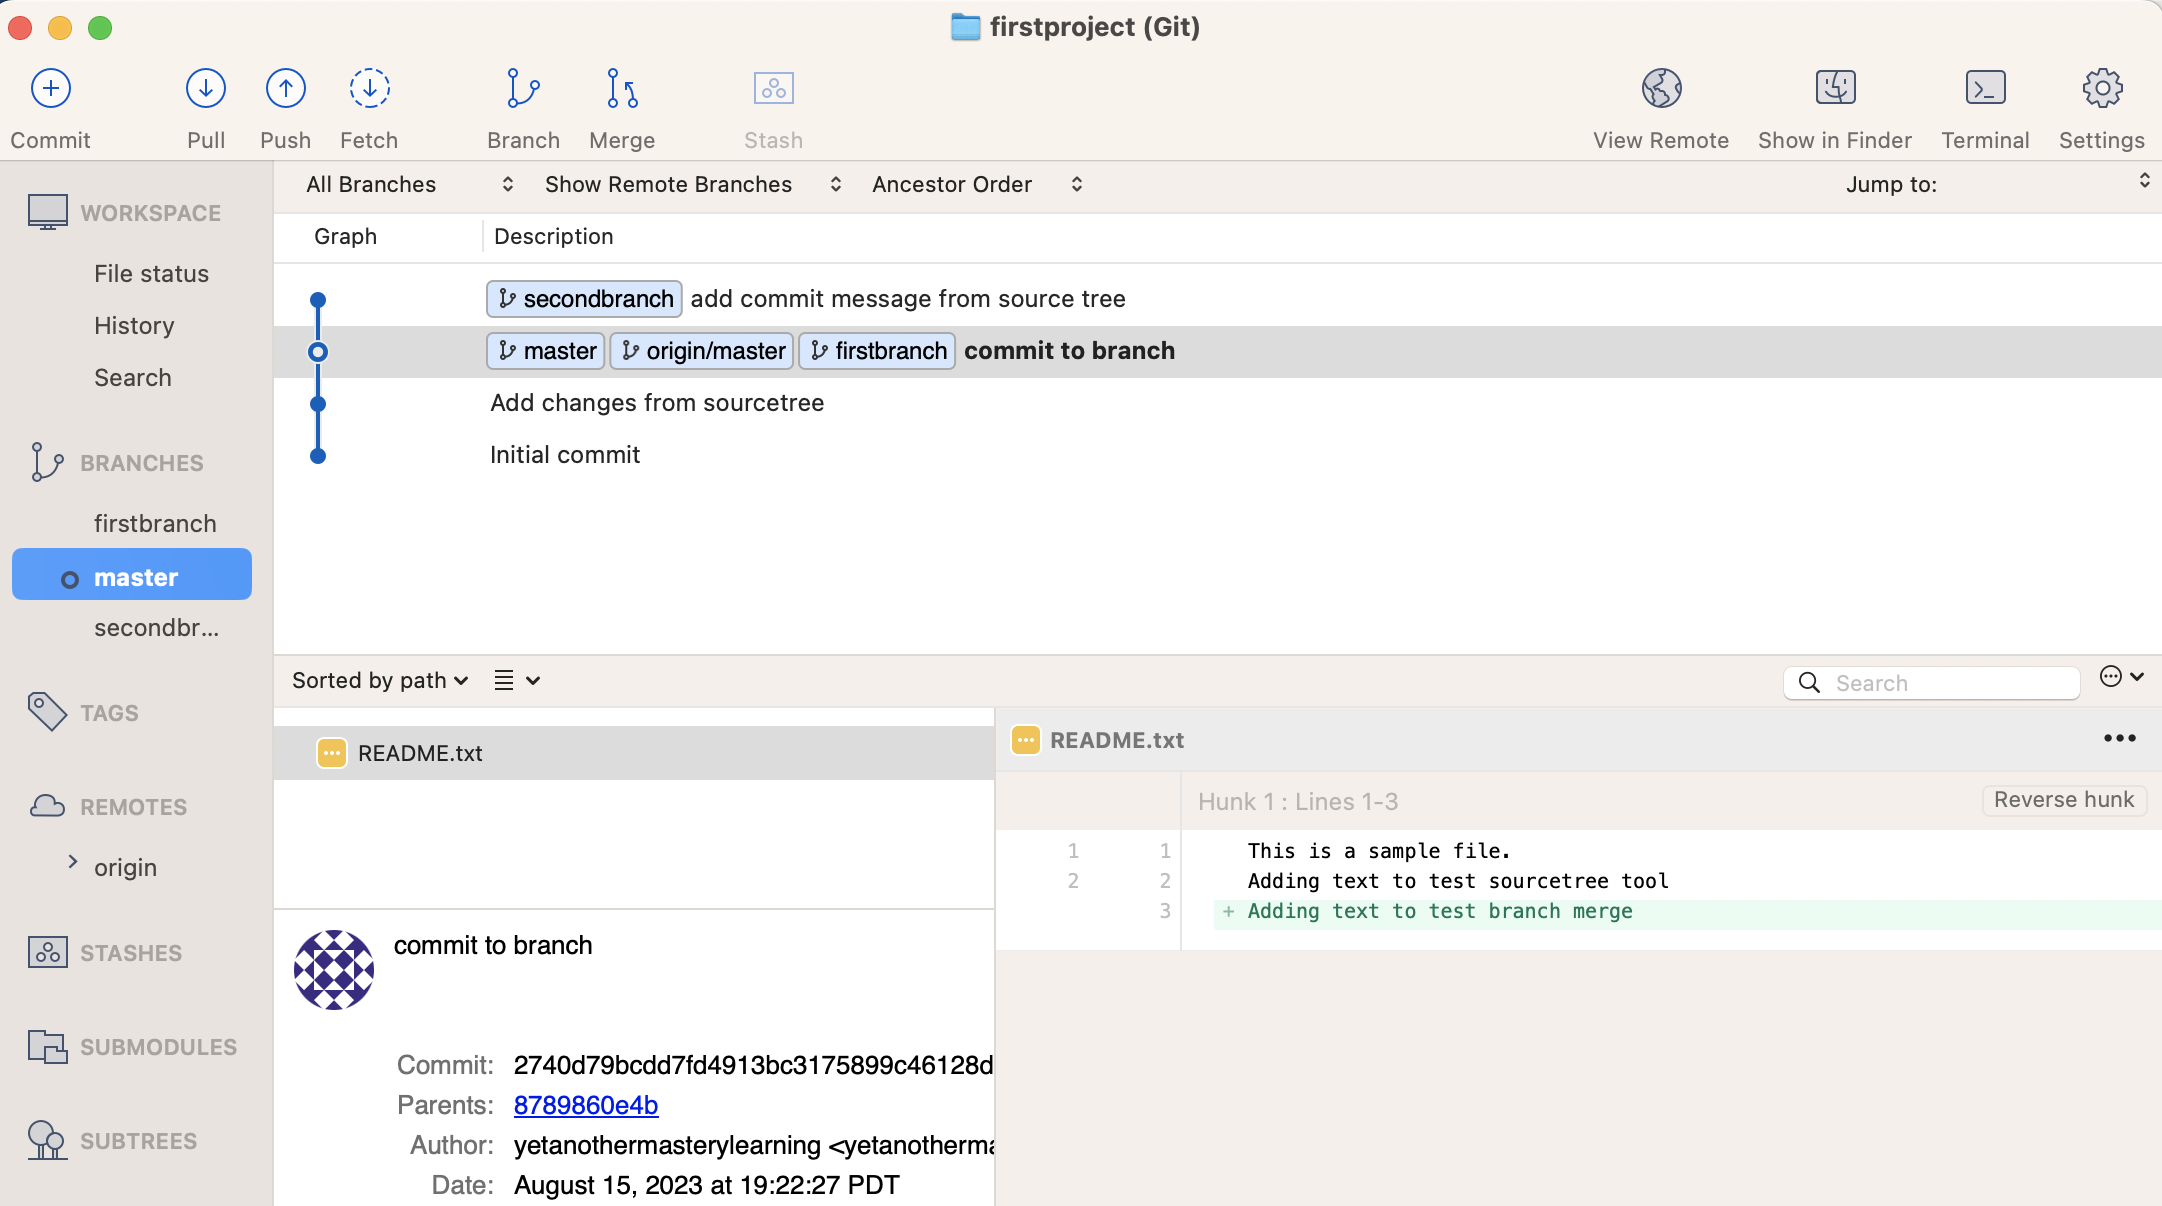 firstproject (Git)
Commit Pull Push Fetch Branch Merge Stash View Remote Show in Finder Terminal Settings
All Branches Show Remote Branches Ancestor Order Jump to:
Graph Description
secondbranch add commit message from source tree
master origin/master firstbranch commit to branch
Add changes from sourcetree
Initial commit
WORKSPACE
File status
History
Search
BRANCHES
firstbranch
master
secondbr...
TAGS
REMOTES
origin
STASHES
SUBMODULES
SUBTREES
Sorted by path Search
README.txt
commit to branch
Commit: 2740d79bcdd7fd4913bc3175899c46128d
Parents: 8789860e4b
Author: yetanothermasterylearning <yetanotherma
Date: August 15, 2023 at 19:22:27 PDT
README.txt
Hunk 1 : Lines 1-3 Reverse hunk
1 1 This is a sample file.
2 2 Adding text to test sourcetree tool
3 + Adding text to test branch merge